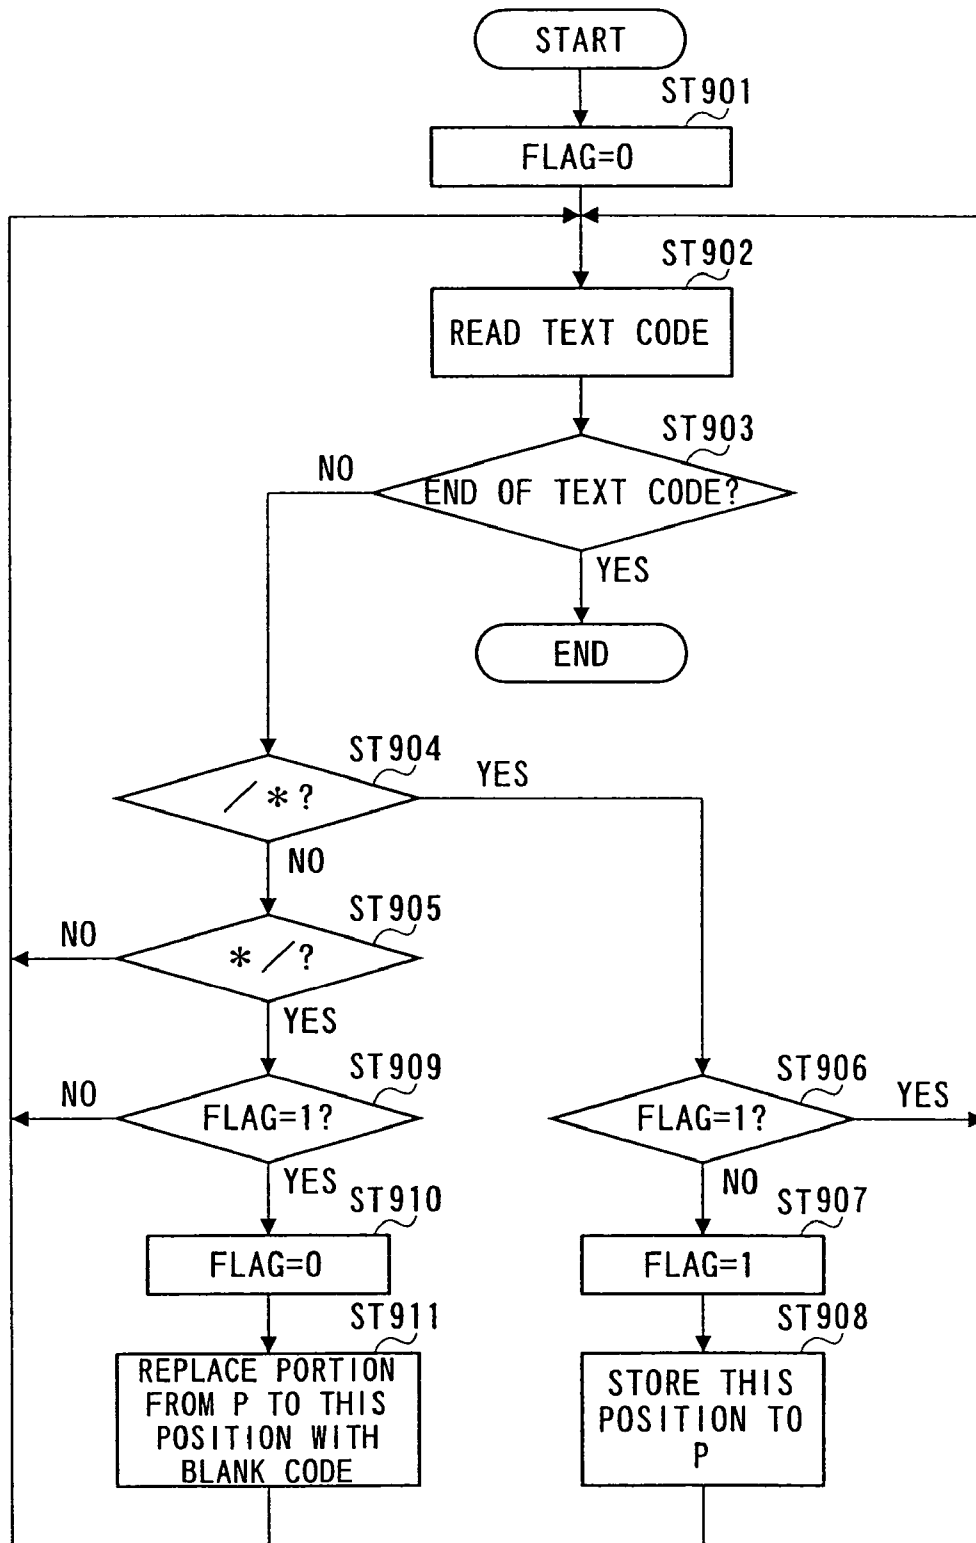 START
ST901
FLAG=0
ST902
READ TEXT CODE
ST903
NO
END OF TEXT CODE?
YES
END
ST904
/*?
YES
NO
ST905
NO
*/?
YES
ST909
NO
FLAG=1?
YES
ST906
FLAG=1?
YES
NO
ST910
FLAG=0
ST907
FLAG=1
ST911
REPLACE PORTION
FROM P TO THIS
POSITION WITH
BLANK CODE
ST908
STORE THIS
POSITION TO
P